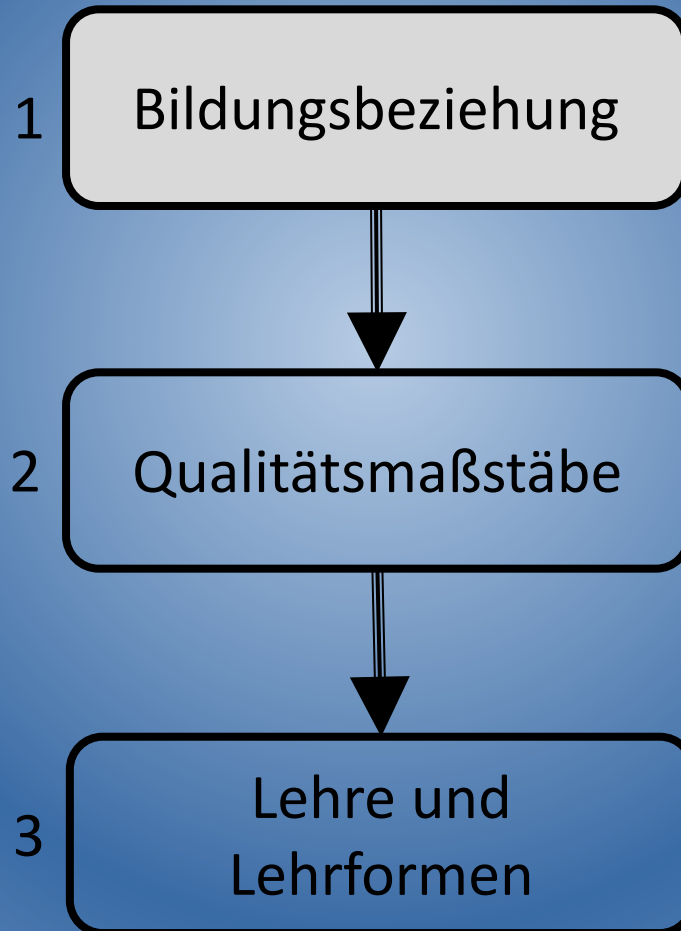 1 Bildungsbeziehung
2 Qualitätsmaßstäbe
3 Lehre und
Lehrformen